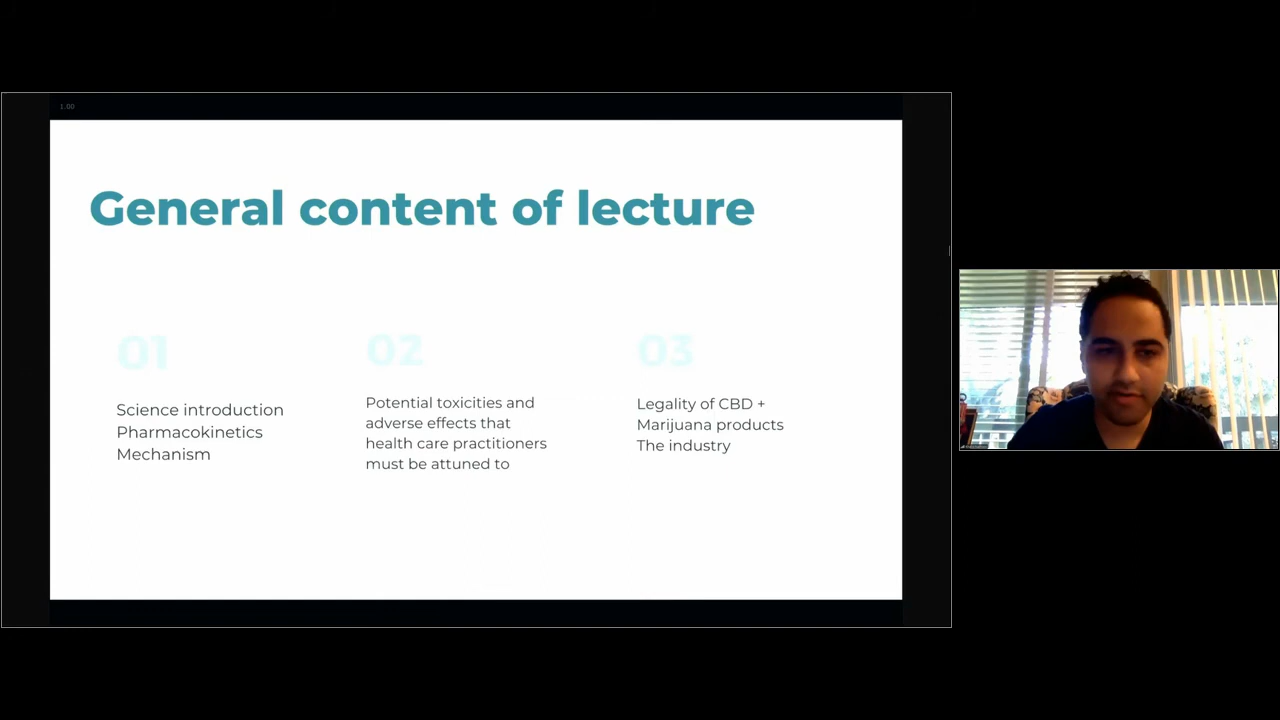 1.00
General content of lecture
01
Science introduction
Pharmacokinetics
Mechanism
02
Potential toxicities and
adverse effects that
health care practitioners
must be attuned to
03
Legality of CBD +
Marijuana products
The industry